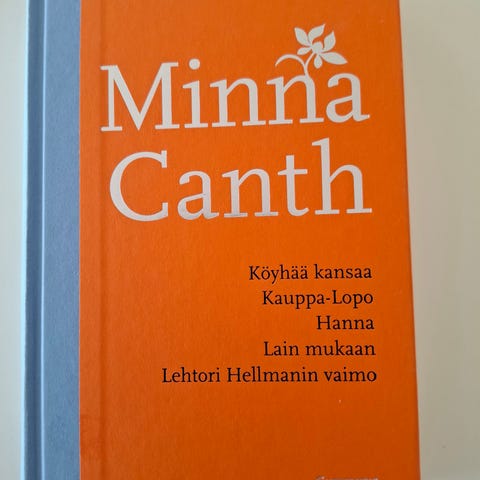 Minna
Canth
Köyhää kansaa
Kauppa-Lopo
Hanna
Lain mukaan
Lehtori Hellmanin vaimo